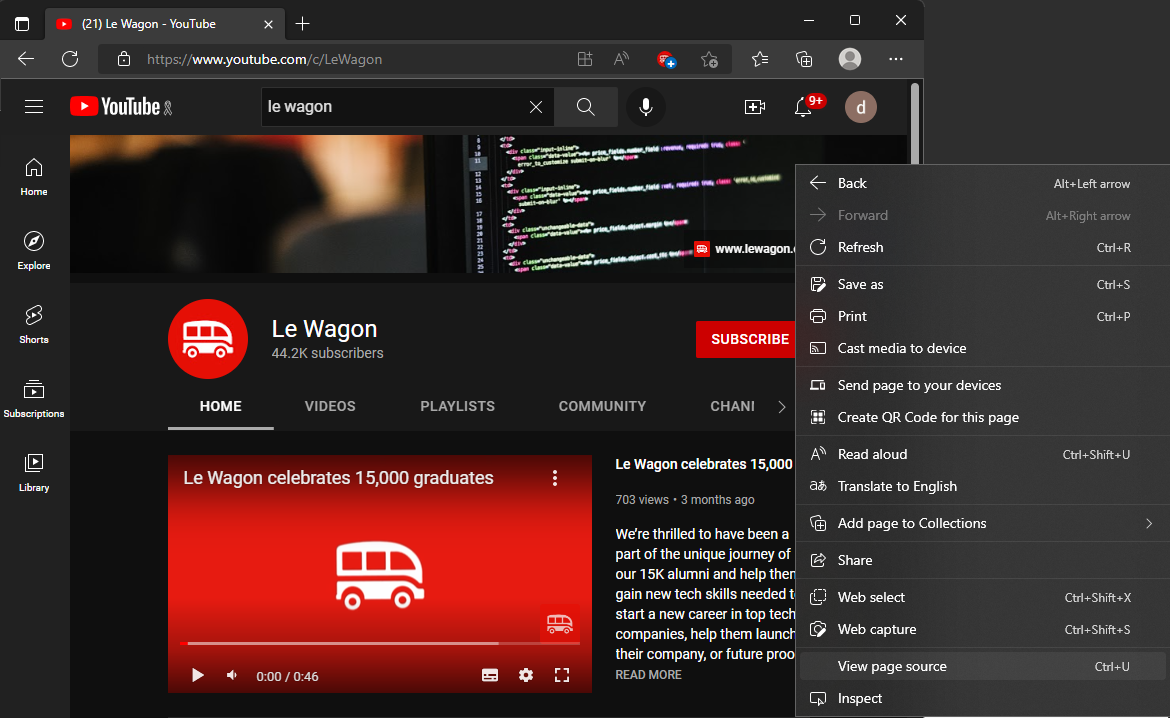 (21) Le Wagon - YouTube
https://www.youtube.com/c/LeWagon
YouTube
le wagon
9+
d
Home
Explore
Shorts
Subscriptions
Library
www.lewagon.
Le Wagon
44.2K subscribers
SUBSCRIBE
HOME VIDEOS PLAYLISTS COMMUNITY CHANI
Le Wagon celebrates 15,000 graduates
0:00 / 0:46
Le Wagon celebrates 15,000
703 views • 3 months ago
We're thrilled to have been a
part of the unique journey of
our 15K alumni and help them
gain new tech skills needed t
start a new career in top tech
companies, help them launch
their company, or future proo
READ MORE
Back Alt+Left arrow
Forward Alt+Right arrow
Refresh Ctrl+R
Save as Ctrl+S
Print Ctrl+P
Cast media to device
Send page to your devices
Create QR Code for this page
Read aloud Ctrl+Shift+U
Translate to English
Add page to Collections
Share
Web select Ctrl+Shift+X
Web capture Ctrl+Shift+S
View page source Ctrl+U
Inspect